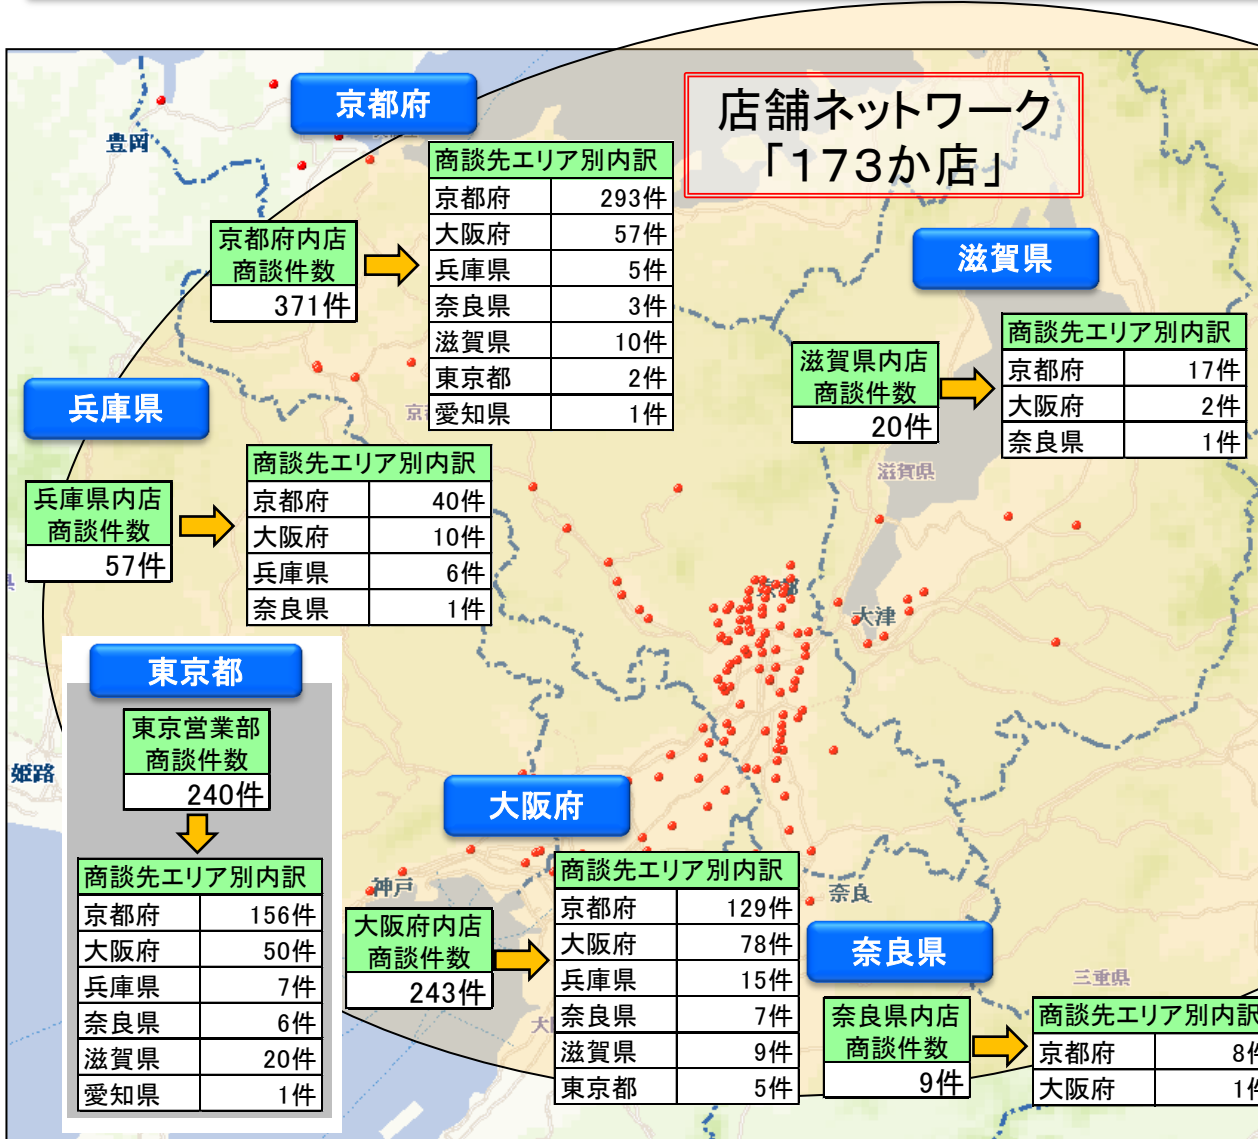 店舗ネットワーク
「173か店」
京都府
京都府内店
商談件数
371件
商談先エリア別内訳
京都府 293件
大阪府 57件
兵庫県 5件
奈良県 3件
滋賀県 10件
東京都 2件
愛知県 1件
滋賀県
滋賀県内店
商談件数
20件
商談先エリア別内訳
京都府 17件
大阪府 2件
奈良県 1件
兵庫県
兵庫県内店
商談件数
57件
商談先エリア別内訳
京都府 40件
大阪府 10件
兵庫県 6件
奈良県 1件
東京都
東京営業部
商談件数
240件
商談先エリア別内訳
京都府 156件
大阪府 50件
兵庫県 7件
奈良県 6件
滋賀県 20件
愛知県 1件
大阪府
大阪府内店
商談件数
243件
商談先エリア別内訳
京都府 129件
大阪府 78件
兵庫県 15件
奈良県 7件
滋賀県 9件
東京都 5件
奈良県
奈良県内店
商談件数
9件
商談先エリア別内訳
京都府 8件
大阪府 1件
豊岡
滋賀県
京都
大津
姫路
神戸
奈良
三重県